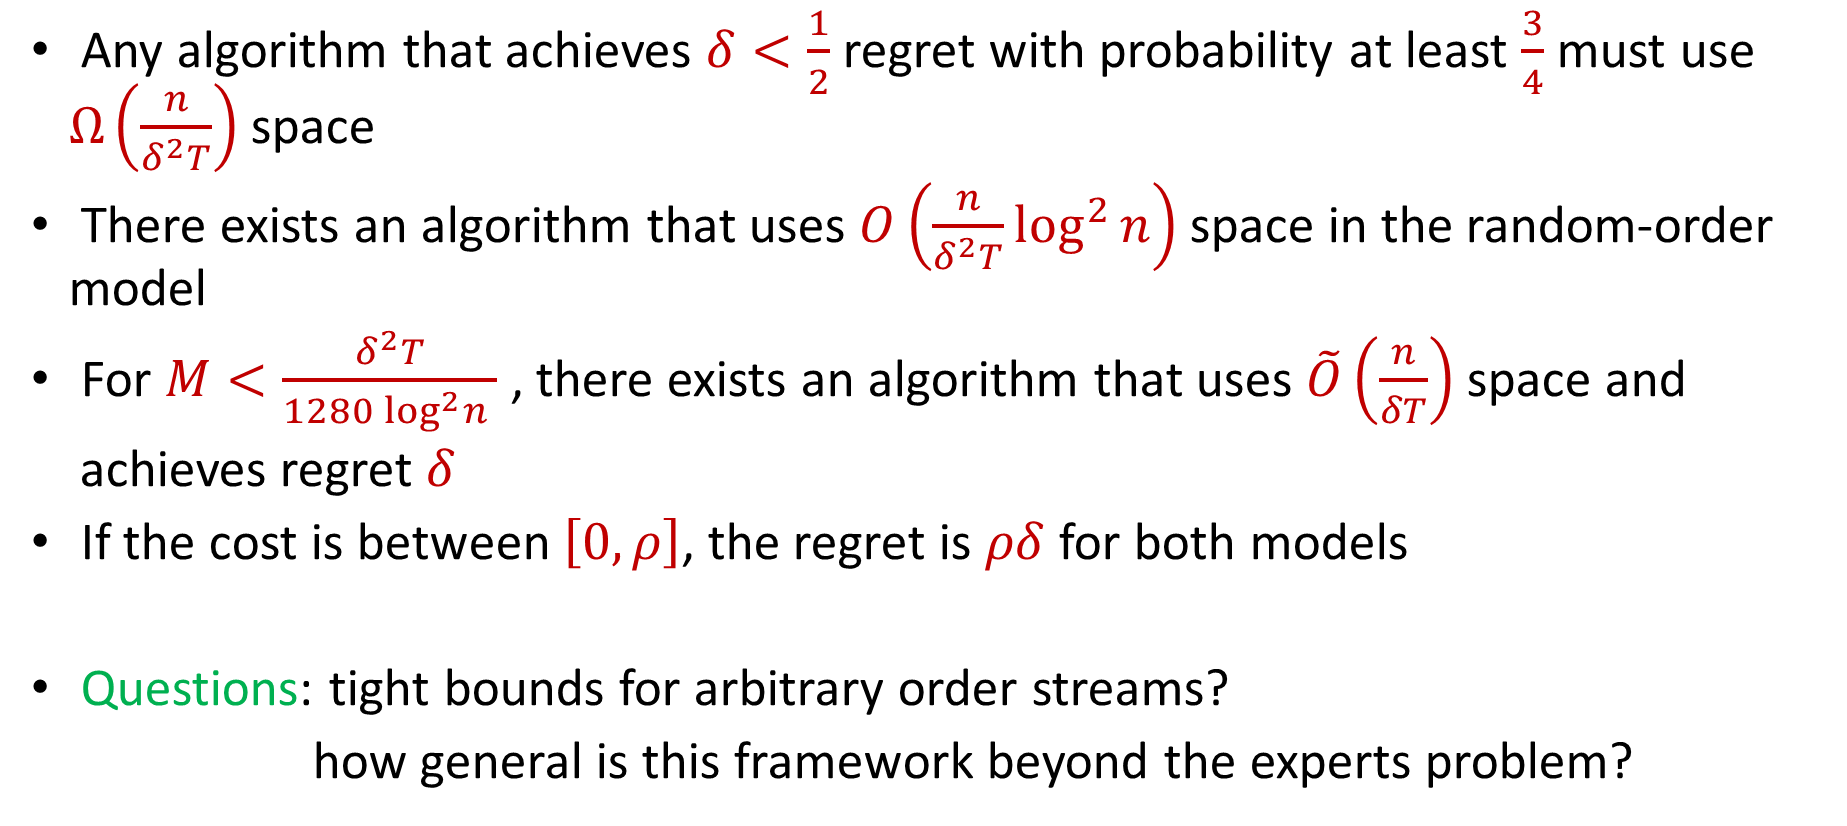 • Any algorithm that achieves δ < 1/2 regret with probability at least 3/4 must use
Ω(n/(δ²T)) space
• There exists an algorithm that uses O(n/(δ²T) log² n) space in the random-order
model
• For M < δ²T/(1280 log²n) , there exists an algorithm that uses Õ(n/(δT)) space and
achieves regret δ
• If the cost is between [0, ρ], the regret is ρδ for both models
• Questions: tight bounds for arbitrary order streams?
how general is this framework beyond the experts problem?